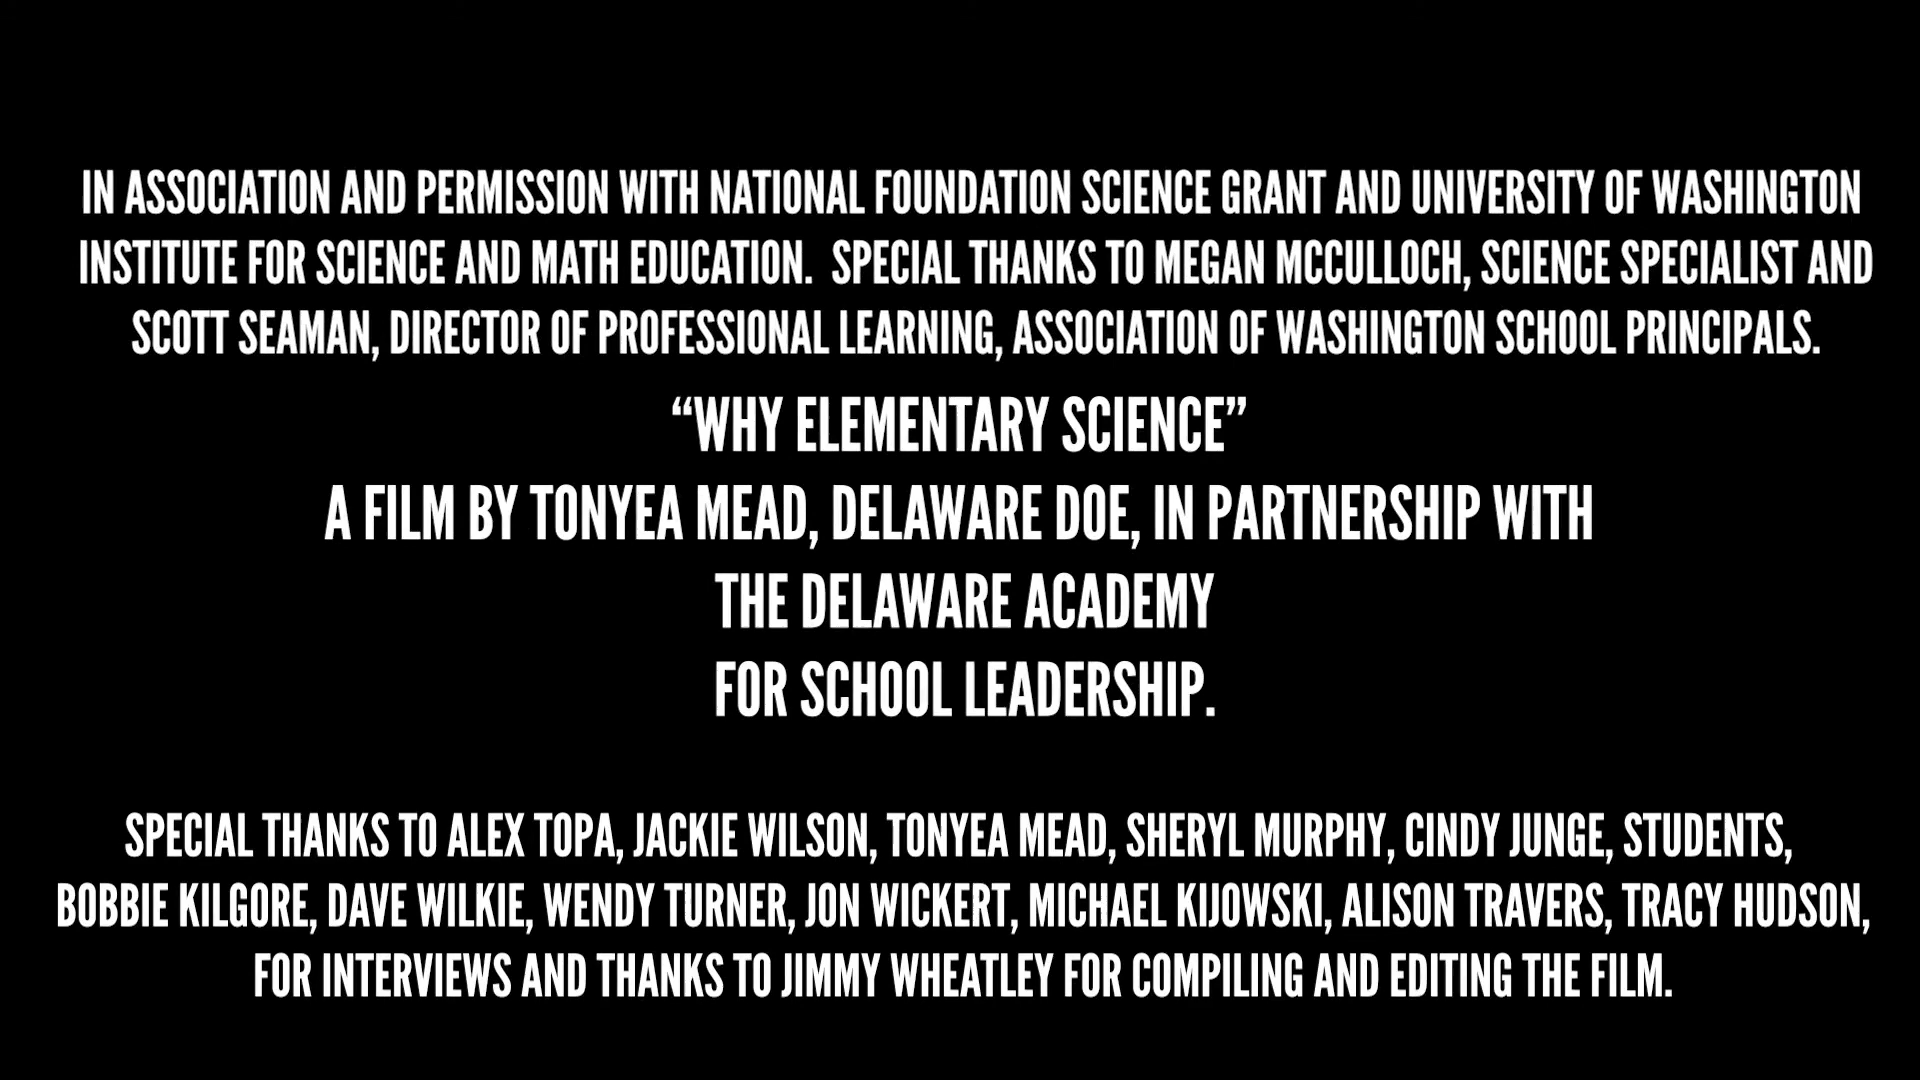 IN ASSOCIATION AND PERMISSION WITH NATIONAL FOUNDATION SCIENCE GRANT AND UNIVERSITY OF WASHINGTON
INSTITUTE FOR SCIENCE AND MATH EDUCATION. SPECIAL THANKS TO MEGAN MCCULLOCH, SCIENCE SPECIALIST AND
SCOTT SEAMAN, DIRECTOR OF PROFESSIONAL LEARNING, ASSOCIATION OF WASHINGTON SCHOOL PRINCIPALS.
“WHY ELEMENTARY SCIENCE”
A FILM BY TONYEA MEAD, DELAWARE DOE, IN PARTNERSHIP WITH
THE DELAWARE ACADEMY
FOR SCHOOL LEADERSHIP.
SPECIAL THANKS TO ALEX TOPA, JACKIE WILSON, TONYEA MEAD, SHERYL MURPHY, CINDY JUNGE, STUDENTS,
BOBBIE KILGORE, DAVE WILKIE, WENDY TURNER, JON WICKERT, MICHAEL KIJOWSKI, ALISON TRAVERS, TRACY HUDSON,
FOR INTERVIEWS AND THANKS TO JIMMY WHEATLEY FOR COMPILING AND EDITING THE FILM.